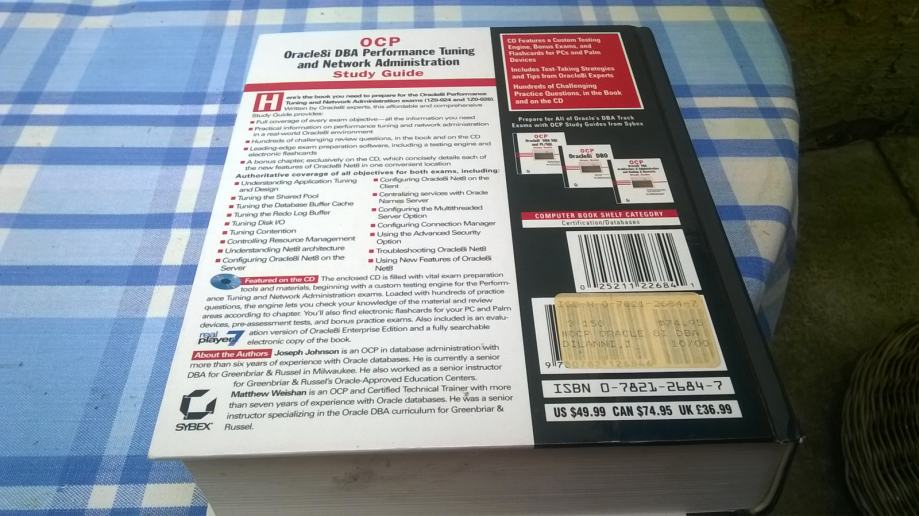 OCP
Oracle8i DBA Performance Tuning
and Network Administration
Study Guide
Here's the book you need to prepare for the Oracle8i Performance
Tuning and Network Administration exams (1Z0-024 and 1Z0-026).
Written by Oracle8i experts, this affordable and comprehensive
Study Guide provides:
Full coverage of every exam objective—all the information you need
Practical information on performance tuning and network administration
in a real-world Oracle8i environment
Hundreds of challenging review questions, in the book and on the CD
Leading-edge exam preparation software, including a testing engine and
electronic flashcards
A bonus chapter, exclusively on the CD, which concisely details each of
the new features of Oracle8i Net8 in one convenient location
Authoritative coverage of all objectives for both exams, including:
Understanding Application Tuning
and Design
Tuning the Shared Pool
Tuning the Database Buffer Cache
Tuning the Redo Log Buffer
Tuning Disk I/O
Tuning Contention
Controlling Resource Management
Understanding Net8 architecture
Configuring Oracle8i Net8 on the
Server
Configuring Oracle8i Net8 on the
Client
Centralizing services with Oracle
Names Server
Configuring the Multithreaded
Server Option
Configuring Connection Manager
Using the Advanced Security
Option
Troubleshooting Oracle8i Net8
Using New Features of Oracle8i
Net8
Featured on the CD The enclosed CD is filled with vital exam preparation
tools and materials, beginning with a custom testing engine for the Perform-
ance Tuning and Network Administration exams. Loaded with hundreds of practice
questions, the engine lets you check your knowledge of the material and review
areas according to chapter. You'll also find electronic flashcards for your PC and Palm
devices, pre-assessment tests, and bonus practice exams. Also included is an evalu-
ation version of Oracle8i Enterprise Edition and a fully searchable
electronic copy of the book.
real
player 7
About the Authors Joseph Johnson is an OCP in database administration with
more than six years of experience with Oracle databases. He is currently a senior
DBA for Greenbriar & Russel in Milwaukee. He also worked as a senior instructor
for Greenbriar & Russel's Oracle-Approved Education Centers.
Matthew Weishan is an OCP and Certified Technical Trainer with more
than seven years of experience with Oracle databases. He was a senior
instructor specializing in the Oracle DBA curriculum for Greenbriar &
Russel.
SYBEX
CD Features a Custom Testing
Engine, Bonus Exams, and
Flashcards for PCs and Palm
Devices
Includes Test-Taking Strategies
and Tips from Oracle8i Experts
Hundreds of Challenging
Practice Questions, in the Book
and on the CD
Prepare for All of Oracle's DBA Track
Exams with OCP Study Guides from Sybex
OCP
OCP
Oracle8i DBO
OCP
COMPUTER BOOK SHELF CATEGORY
Certification/Databases
0 25211 22684 1
$74.95
ORACLE 8I DBA
10/00
ISBN 0-7821-2684-7
US $49.99 CAN $74.95 UK £36.99